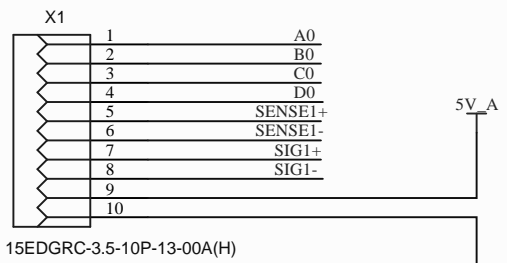 X1
1 A0
2 B0
3 C0
4 D0
5 SENSE1+
6 SENSE1-
7 SIG1+
8 SIG1-
9
10
5V_A
15EDGRC-3.5-10P-13-00A(H)